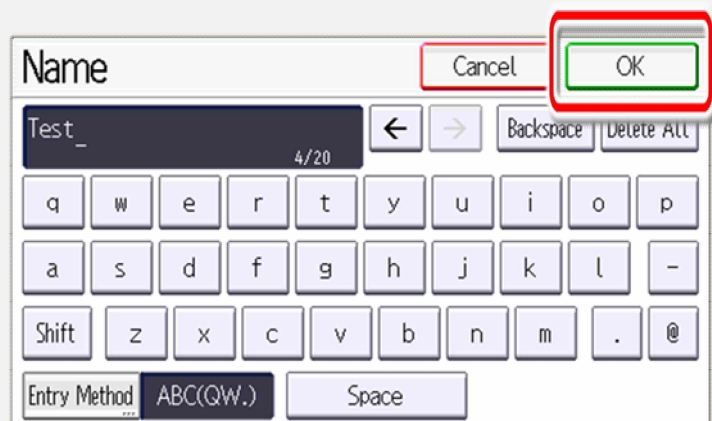 Name Cancel OK
Test_ ← → Backspace Delete All
4/20
q w e r t y u i o p
a s d f g h j k l -
Shift z x c v b n m . @
Entry Method ... ABC(QW.) Space